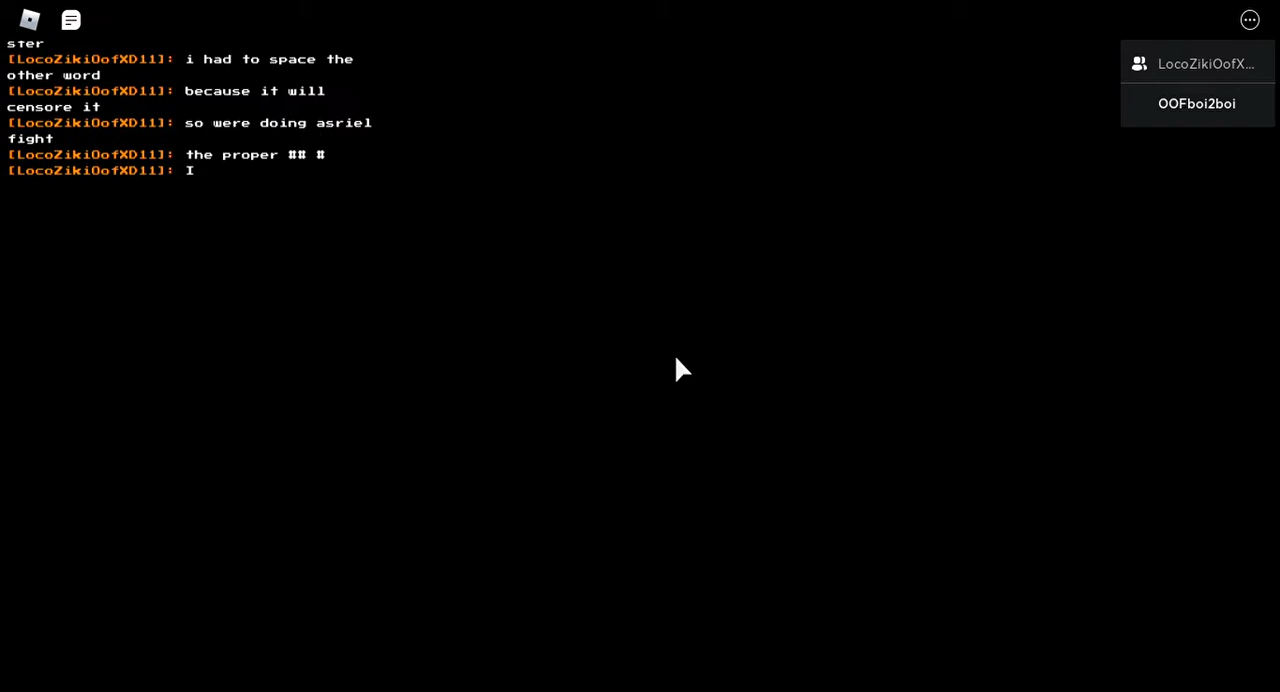 ster
[LocoZikiOofXD11]: i had to space the
other word
[LocoZikiOofXD11]: because it will
censore it
[LocoZikiOofXD11]: so were doing asriel
fight
[LocoZikiOofXD11]: the proper ## #
[LocoZikiOofXD11]: I
LocoZikiOofX...
OOFboi2boi